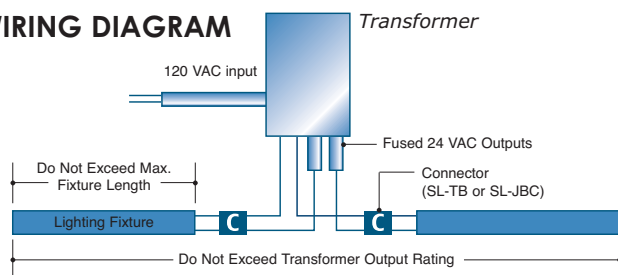 WIRING DIAGRAM
Transformer
120 VAC input
Fused 24 VAC Outputs
Do Not Exceed Max.
Fixture Length
Connector
(SL-TB or SL-JBC)
Lighting Fixture
C
C
Do Not Exceed Transformer Output Rating